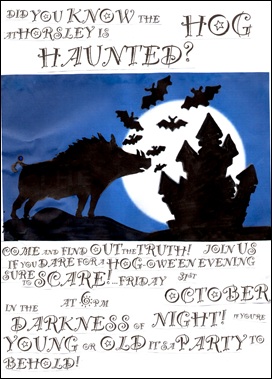 DID YOU KNOW THE HOG
AT HORSLEY IS
HAUNTED?
COME AND FIND OUT THE TRUTH! JOIN US
IF YOU DARE FOR A HOG-OWE'EN EVENING
SURE TO SCARE! FRIDAY 31ST
OCTOBER
AT 6PM
IN THE DARKNESS OF NIGHT! IF YOU'RE
YOUNG OR OLD IT'S A PARTY TO
BEHOLD!